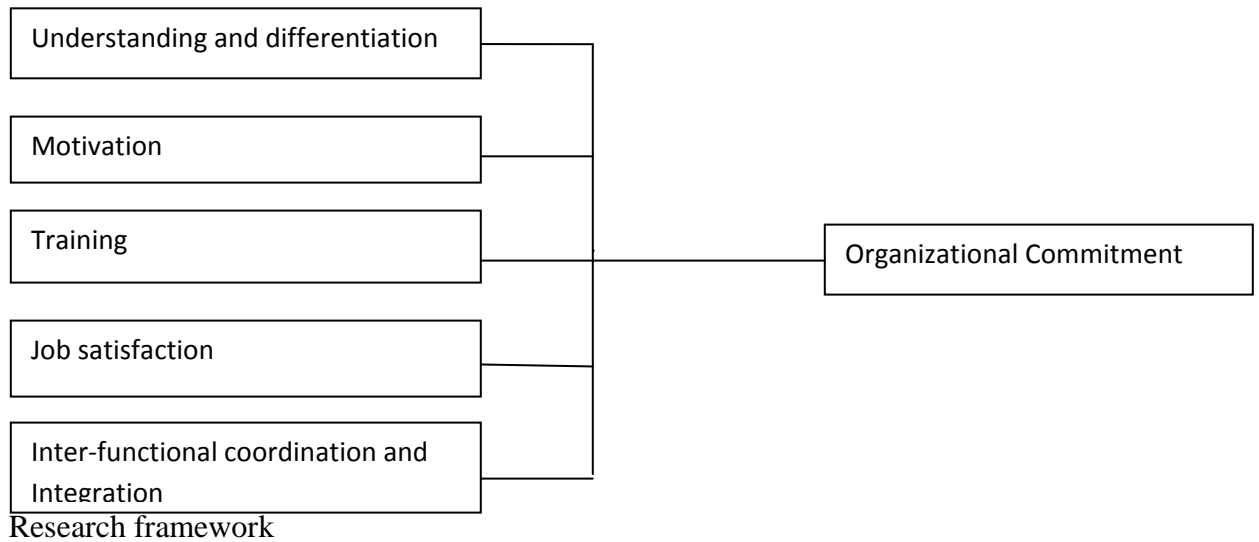 Understanding and differentiation
Motivation
Training
Organizational Commitment
Job satisfaction
Inter-functional coordination and
Integration
Research framework